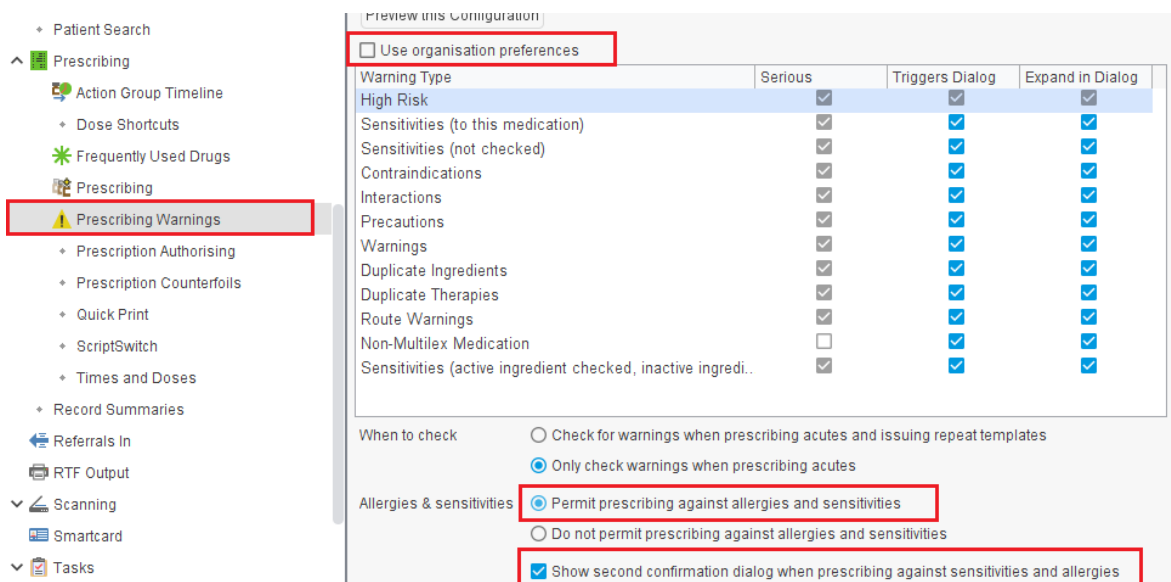 Patient Search
Prescribing
Action Group Timeline
Dose Shortcuts
Frequently Used Drugs
Prescribing
Prescribing Warnings
Prescription Authorising
Prescription Counterfoils
Quick Print
ScriptSwitch
Times and Doses
Record Summaries
Referrals In
RTF Output
Scanning
Smartcard
Tasks
Preview this Configuration
Use organisation preferences
Warning Type Serious Triggers Dialog Expand in Dialog
High Risk
Sensitivities (to this medication)
Sensitivities (not checked)
Contraindications
Interactions
Precautions
Warnings
Duplicate Ingredients
Duplicate Therapies
Route Warnings
Non-Multilex Medication
Sensitivities (active ingredient checked, inactive ingredi..
When to check Check for warnings when prescribing acutes and issuing repeat templates
Only check warnings when prescribing acutes
Allergies & sensitivities Permit prescribing against allergies and sensitivities
Do not permit prescribing against allergies and sensitivities
Show second confirmation dialog when prescribing against sensitivities and allergies